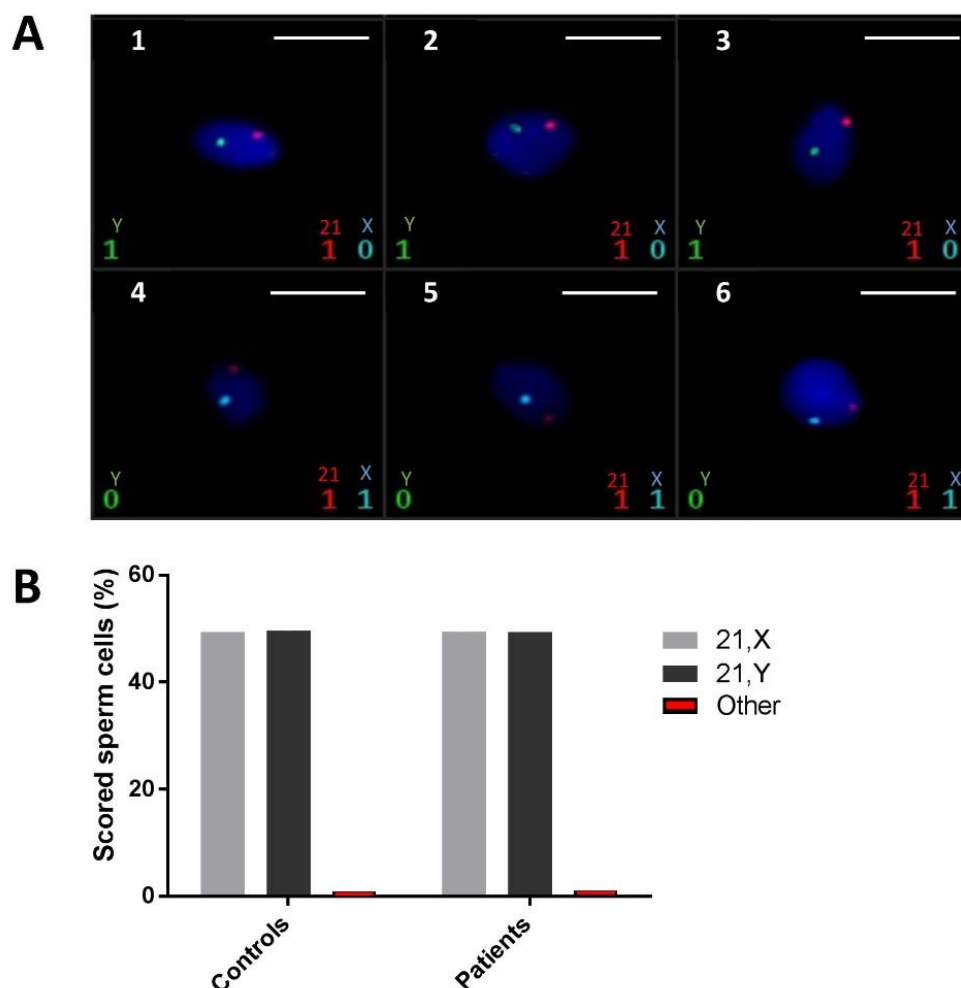 A
1 2 3
Y 21 X Y 21 X Y 21 X
1 1 0 1 1 0 1 1 0
4 5 6
Y 21 X Y 21 X Y 21 X
0 1 1 0 1 1 0 1 1
B
Scored sperm cells (%)
60
40
20
0
Controls
Patients
21,X
21,Y
Other